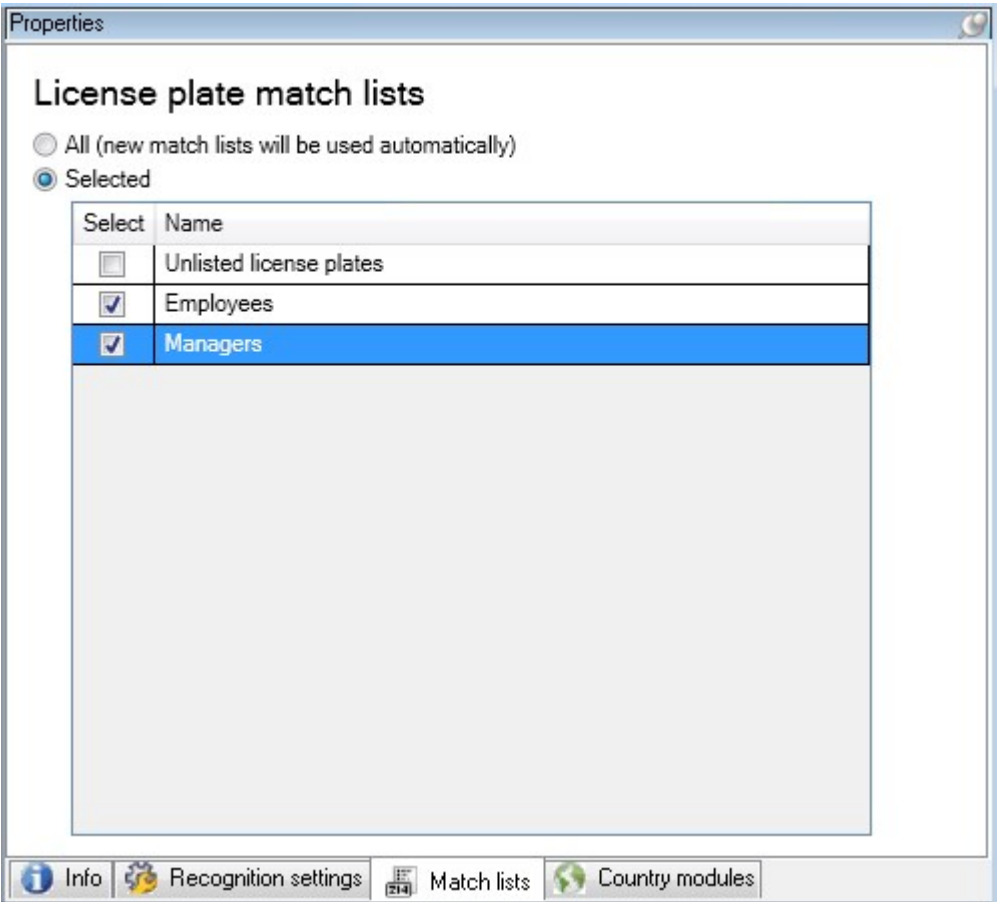 Properties
License plate match lists
All (new match lists will be used automatically)
Selected
Select Name
Unlisted license plates
Employees
Managers
Info Recognition settings 214 Match lists Country modules